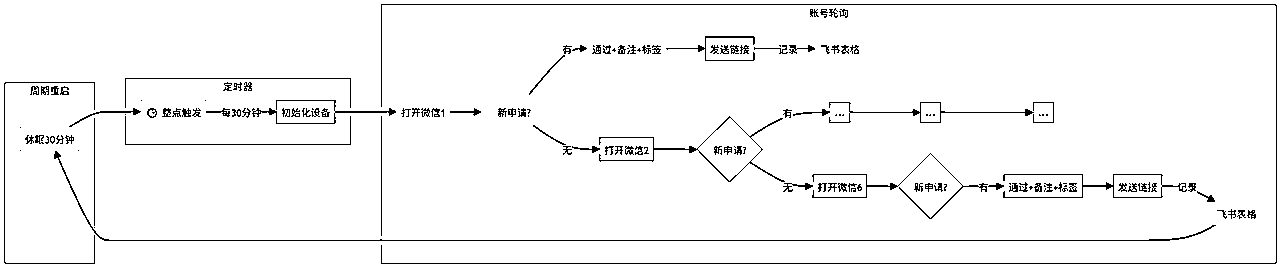 账号轮询
有
通过+备注+标签
发送链接
记录
飞书表格
周期重启
休眠30分钟
定时器
整点触发
每30分钟
初始化设备
打开微信1
新申请?
有
...
...
...
无
打开微信2
新申请?
无
打开微信6
新申请?
有
通过+备注+标签
发送链接
记录
飞书表格